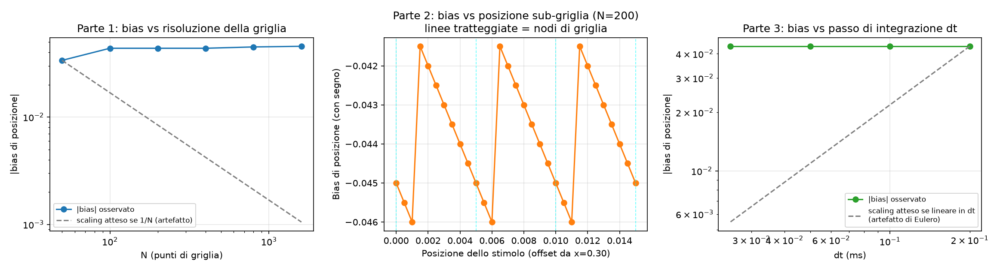 Parte 1: bias vs risoluzione della griglia
|bias di posizione|
10⁻²
10⁻³
10²
10³
N (punti di griglia)
|bias| osservato
scaling atteso se 1/N (artefatto)
Parte 2: bias vs posizione sub-griglia (N=200)
linee tratteggiate = nodi di griglia
Bias di posizione (con segno)
−0.042
−0.043
−0.044
−0.045
−0.046
0.000 0.002 0.004 0.006 0.008 0.010 0.012 0.014
Posizione dello stimolo (offset da x=0.30)
Parte 3: bias vs passo di integrazione dt
|bias di posizione|
4 × 10⁻²
3 × 10⁻²
2 × 10⁻²
10⁻²
6 × 10⁻³
3 × 10⁻² 4 × 10⁻² 6 × 10⁻² 10⁻¹ 2 × 10⁻¹
dt (ms)
|bias| osservato
scaling atteso se lineare in dt
(artefatto di Eulero)